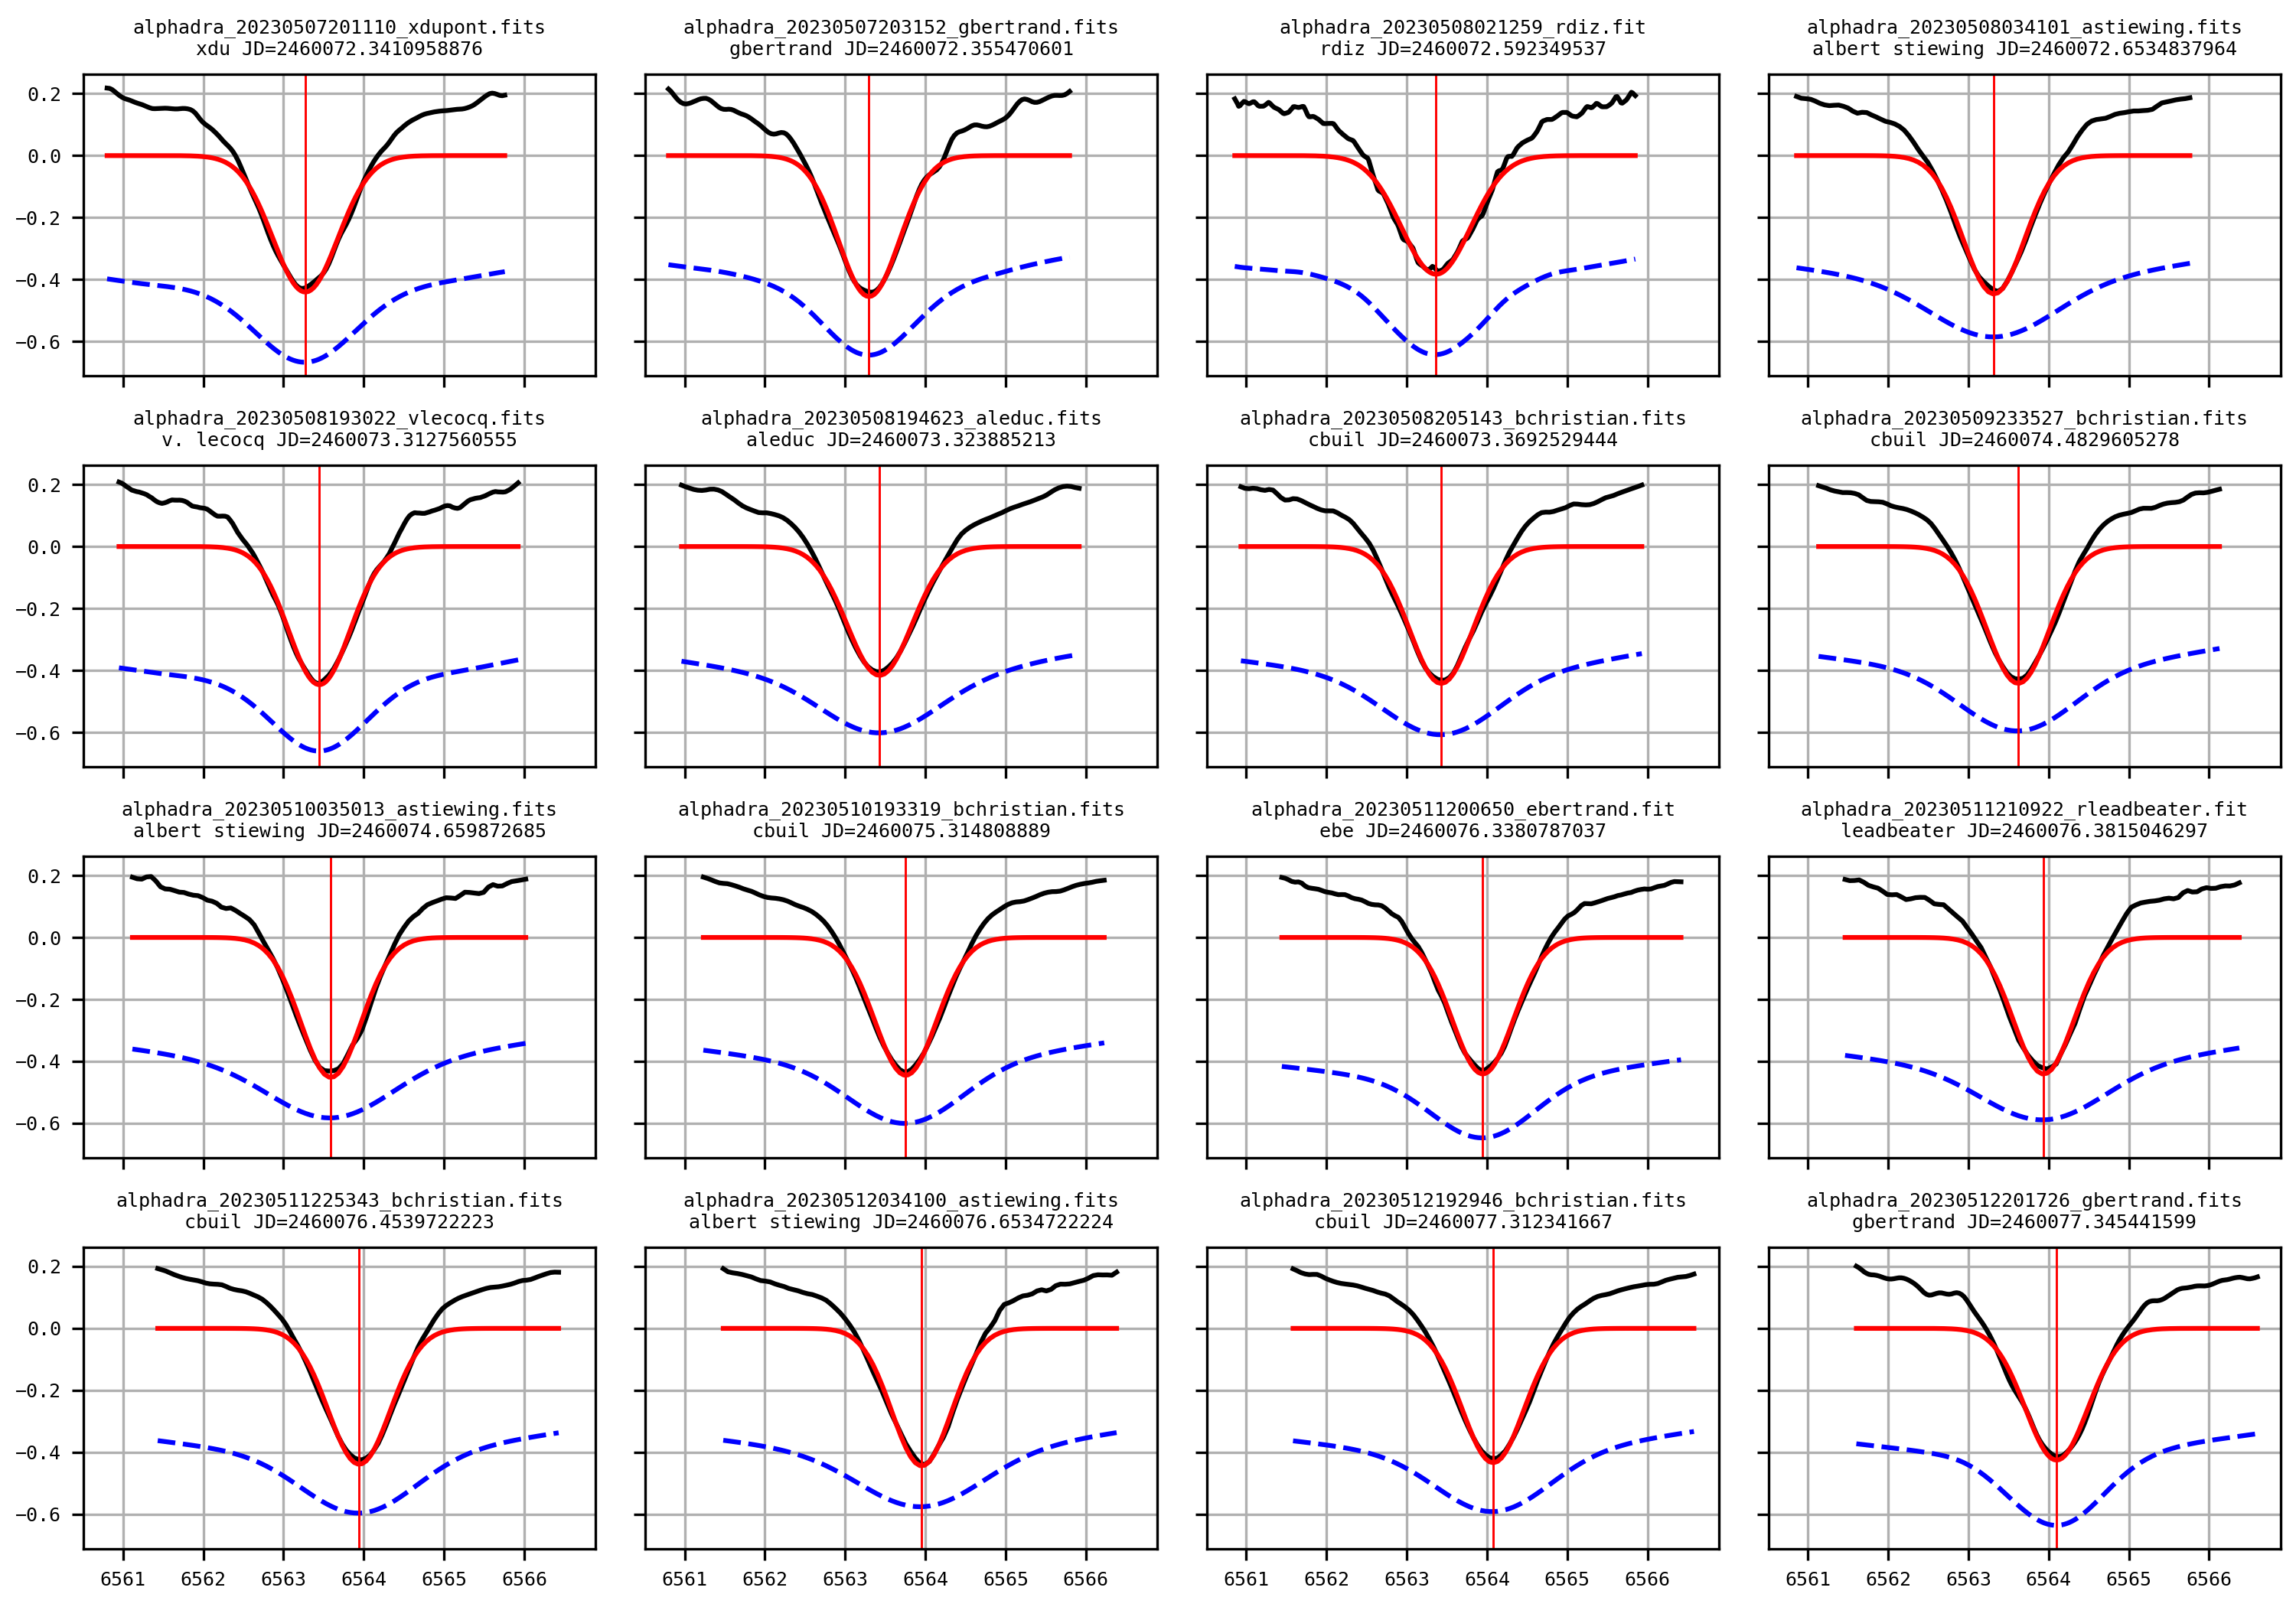 alphadra_20230507201110_xdupont.fits
xdu JD=2460072.3410958876
alphadra_20230507203152_gbertrand.fits
gbertrand JD=2460072.355470601
alphadra_20230508021259_rdiz.fit
rdiz JD=2460072.592349537
alphadra_20230508034101_astiewing.fits
albert stiewing JD=2460072.6534837964
0.2
0.0
−0.2
−0.4
−0.6
alphadra_20230508193022_vlecocq.fits
v. lecocq JD=2460073.3127560555
alphadra_20230508194623_aleduc.fits
aleduc JD=2460073.323885213
alphadra_20230508205143_bchristian.fits
cbuil JD=2460073.3692529444
alphadra_20230509233527_bchristian.fits
cbuil JD=2460074.4829605278
0.2
0.0
−0.2
−0.4
−0.6
alphadra_20230510035013_astiewing.fits
albert stiewing JD=2460074.659872685
alphadra_20230510193319_bchristian.fits
cbuil JD=2460075.314808889
alphadra_20230511200650_ebertrand.fit
ebe JD=2460076.3380787037
alphadra_20230511210922_rleadbeater.fit
leadbeater JD=2460076.3815046297
0.2
0.0
−0.2
−0.4
−0.6
alphadra_20230511225343_bchristian.fits
cbuil JD=2460076.4539722223
alphadra_20230512034100_astiewing.fits
albert stiewing JD=2460076.6534722224
alphadra_20230512192946_bchristian.fits
cbuil JD=2460077.312341667
alphadra_20230512201726_gbertrand.fits
gbertrand JD=2460077.345441599
0.2
0.0
−0.2
−0.4
−0.6
6561 6562 6563 6564 6565 6566
6561 6562 6563 6564 6565 6566
6561 6562 6563 6564 6565 6566
6561 6562 6563 6564 6565 6566